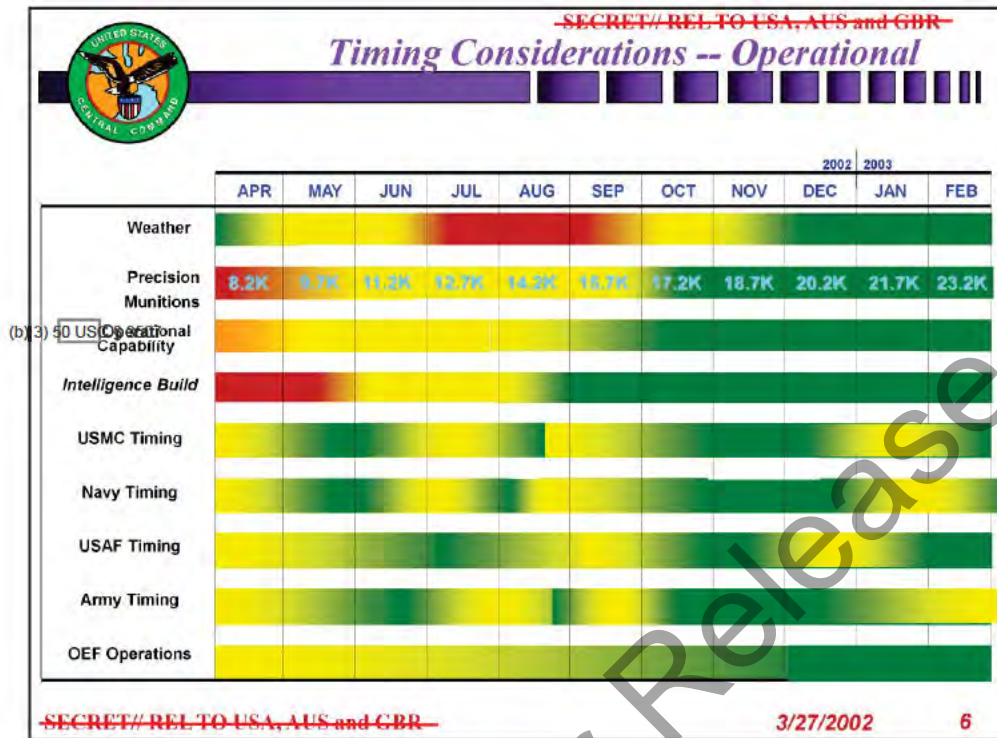 SECRET// REL TO USA, AUS and GBR
Timing Considerations -- Operational
UNITED STATES
CENTRAL COMMAND
2002 2003
APR MAY JUN JUL AUG SEP OCT NOV DEC JAN FEB
Weather
Precision Munitions 8.2K 9.7K 11.2K 12.7K 14.2K 15.7K 17.2K 18.7K 20.2K 21.7K 23.2K
(b)(3) 50 USC §
Operational
Capability
Intelligence Build
USMC Timing
Navy Timing
USAF Timing
Army Timing
OEF Operations
Release
SECRET// REL TO USA, AUS and GBR
3/27/2002 6